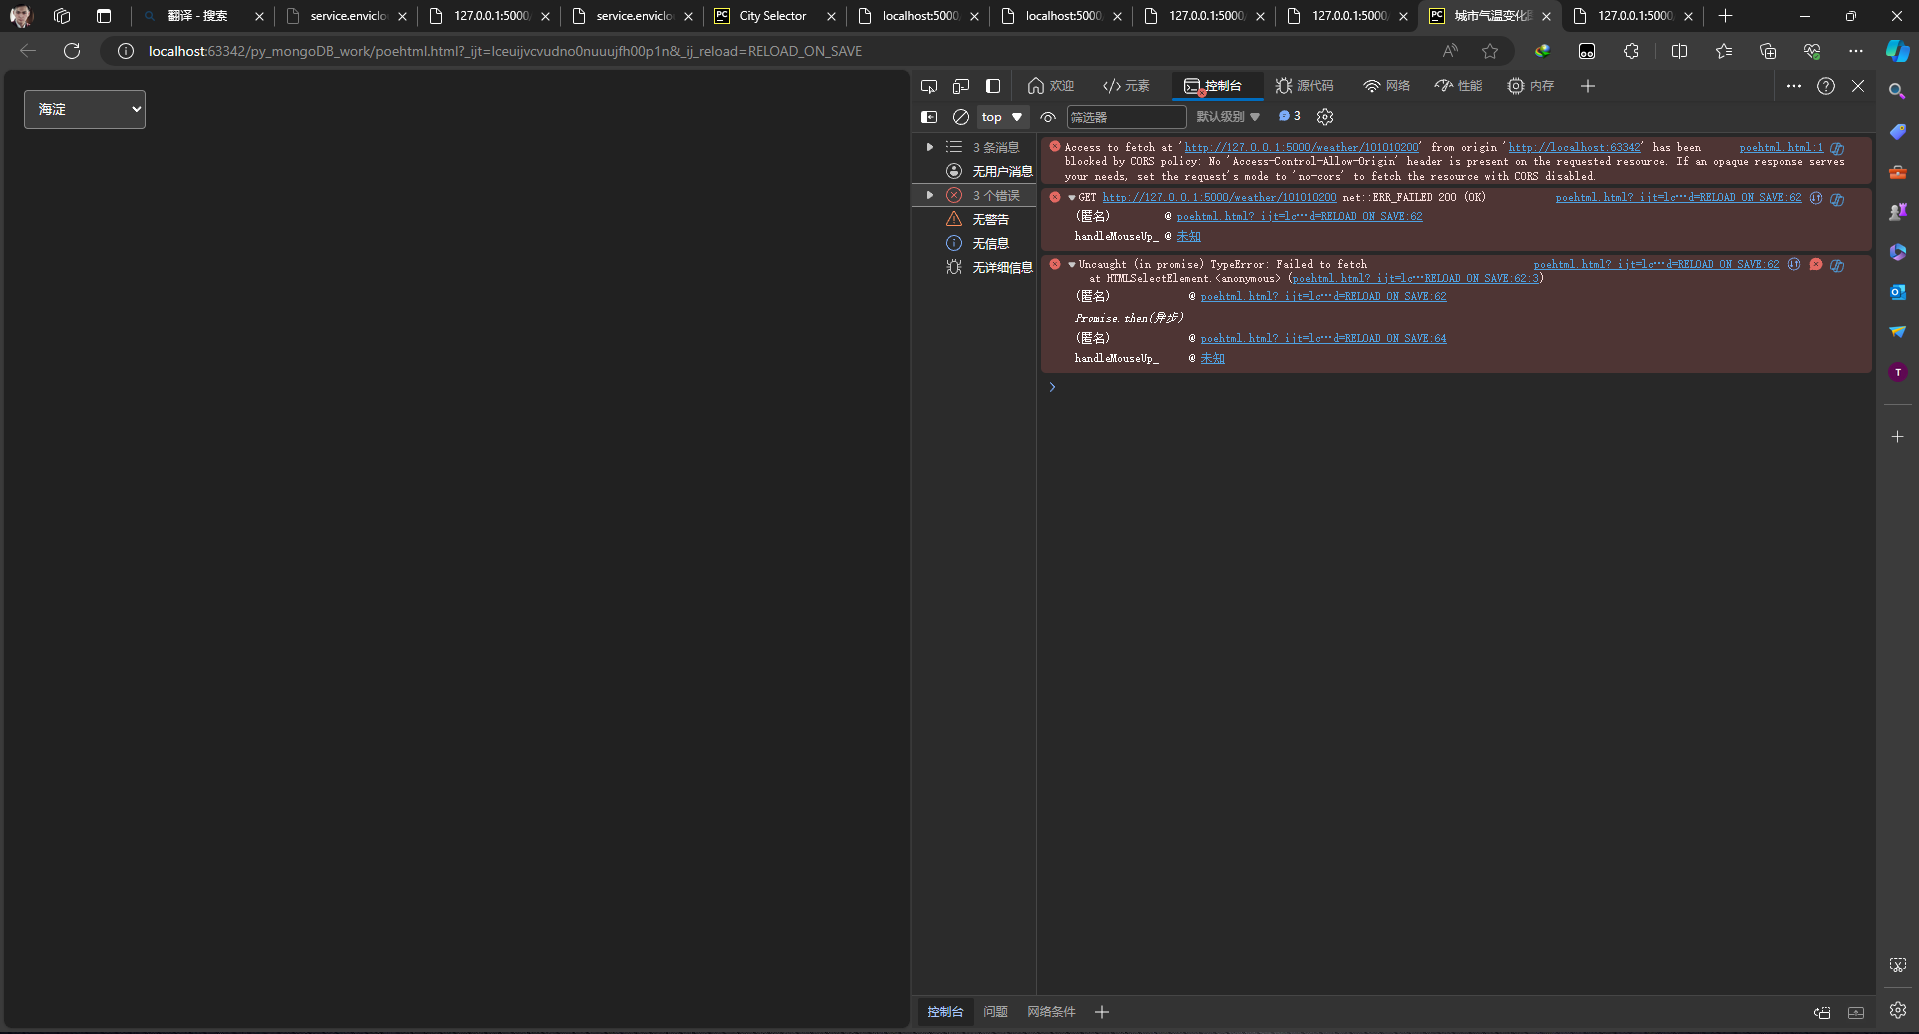 翻译 - 搜索
service.enviclo
127.0.0.1:5000/
service.enviclo
City Selector
localhost:5000/
localhost:5000/
127.0.0.1:5000/
127.0.0.1:5000/
城市气温变化
127.0.0.1:5000/
localhost:63342/py_mongoDB_work/poehtml.html?_ijt=lceuijvcvudno0nuuujfh00p1n&_ij_reload=RELOAD_ON_SAVE
海淀
欢迎
元素
控制台
源代码
网络
性能
内存
top
筛选器
默认级别
3
3 条消息
无用户消息
3 个错误
无警告
无信息
无详细信息
Access to fetch at 'http://127.0.0.1:5000/weather/101010200' from origin 'http://localhost:63342' has been poehtml.html:1
blocked by CORS policy: No 'Access-Control-Allow-Origin' header is present on the requested resource. If an opaque response serves
your needs, set the request's mode to 'no-cors' to fetch the resource with CORS disabled.
GET http://127.0.0.1:5000/weather/101010200 net::ERR_FAILED 200 (OK) poehtml.html?_ijt=lc…d=RELOAD_ON_SAVE:62
(匿名) @ poehtml.html?_ijt=lc…d=RELOAD_ON_SAVE:62
handleMouseUp_ @ 未知
Uncaught (in promise) TypeError: Failed to fetch poehtml.html?_ijt=lc…d=RELOAD_ON_SAVE:62
at HTMLSelectElement.<anonymous> (poehtml.html?_ijt=lc…RELOAD_ON_SAVE:62:3)
(匿名) @ poehtml.html?_ijt=lc…d=RELOAD_ON_SAVE:62
Promise.then(异步)
(匿名) @ poehtml.html?_ijt=lc…d=RELOAD_ON_SAVE:64
handleMouseUp_ @ 未知
T
控制台
问题
网络条件